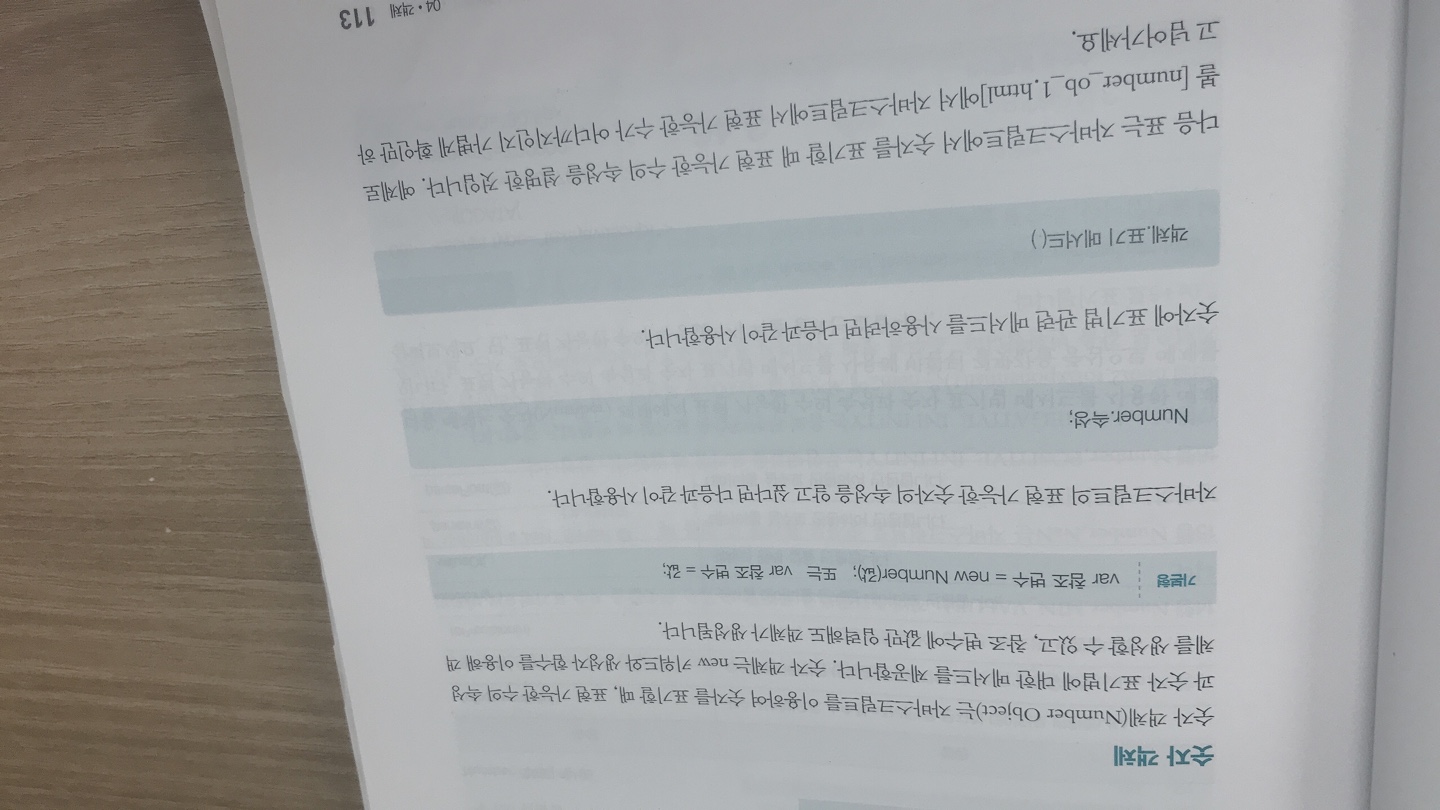 숫자 객체
숫자 객체(Number Object)는 자바스크립트를 이용하여 숫자를 표기할 때, 표현 가능한 수의 속성
과 숫자 표기법에 대한 메서드를 제공합니다. 숫자 객체는 new 키워드와 생성자 함수를 이용해 객
체를 생성할 수 있고, 참조 변수에 값만 입력해도 객체가 생성됩니다.
기본형 var 참조 변수 = new Number(값); 또는 var 참조 변수 = 값;
자바스크립트의 표현 가능한 숫자의 속성을 알고 싶다면 다음과 같이 사용합니다.
Number.속성;
숫자에 표기법 관련 메서드를 사용하려면 다음과 같이 사용합니다.
객체.표기 메서드( )
다음 표는 자바스크립트에서 숫자를 표기할 때 표현 가능한 수의 속성을 설명한 것입니다. 예제로
볼 [number_ob_1.html]에서 자바스크립트에서 표현 가능한 수가 어디까지인지 가볍게 확인만 하
고 넘어가세요.
04 • 객체 113